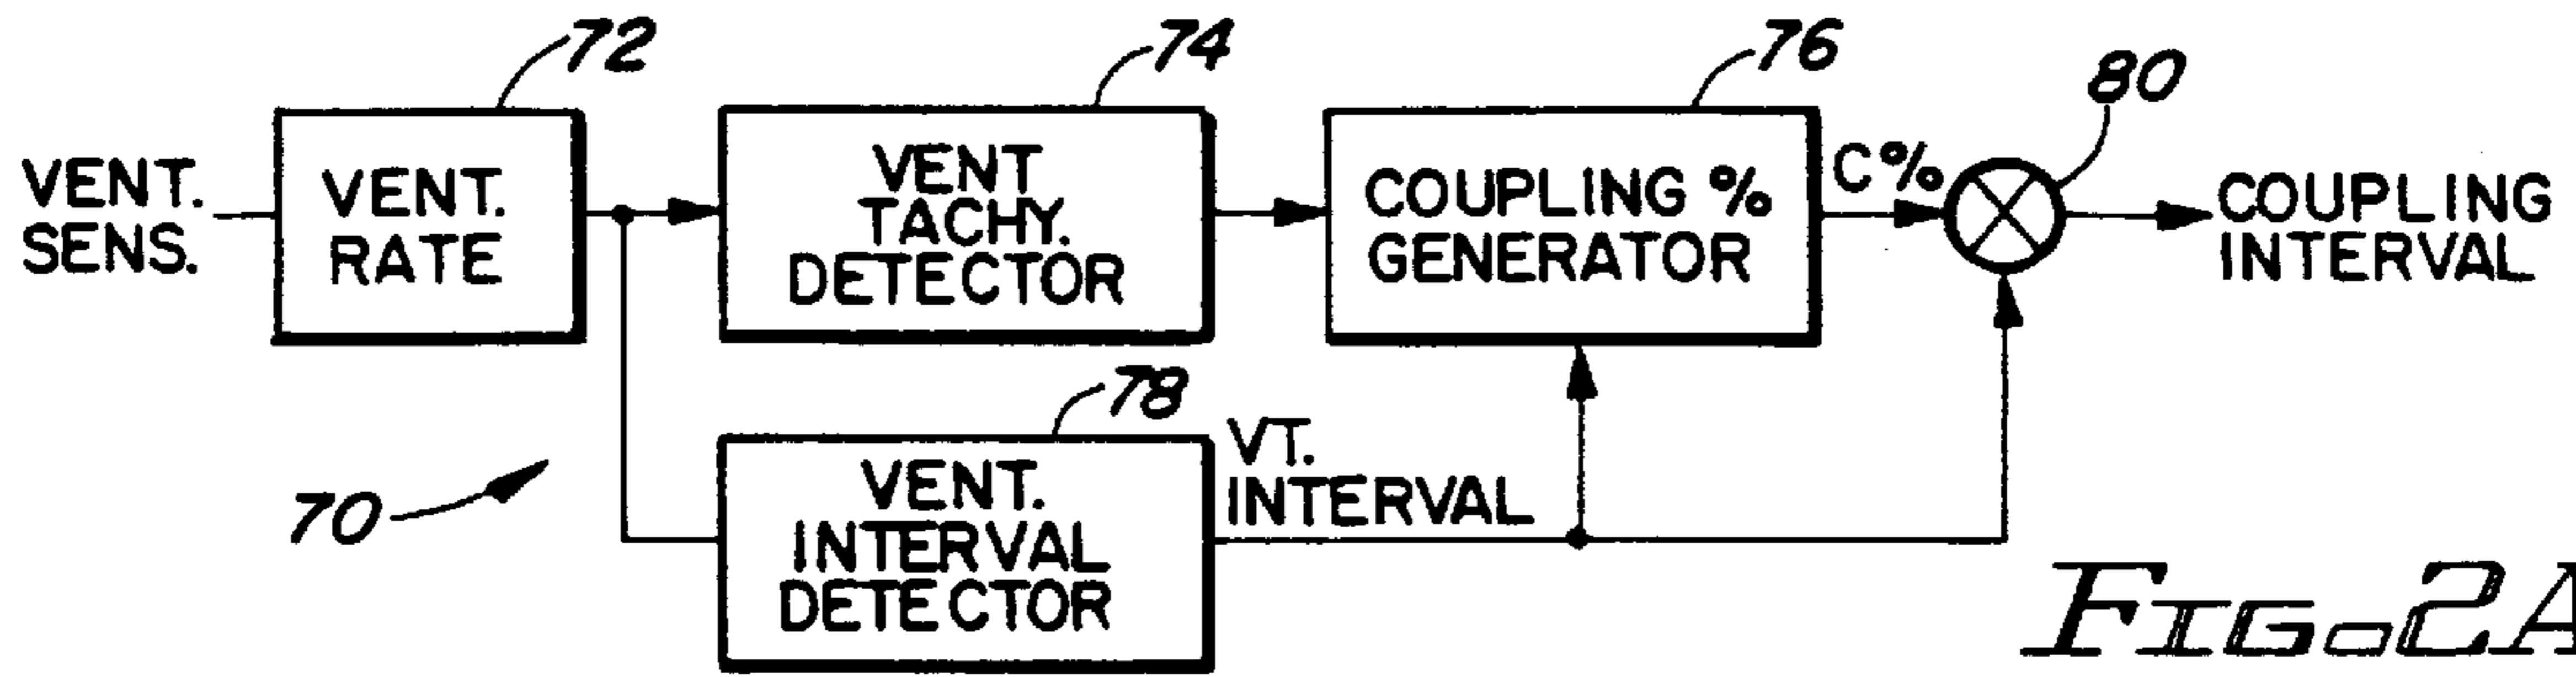 72
74
76
80
VENT.
SENS.
VENT.
RATE
VENT
TACHY.
DETECTOR
COUPLING %
GENERATOR
C%
COUPLING
INTERVAL
78
70
VENT.
INTERVAL
DETECTOR
VT.
INTERVAL
FIG. 2A